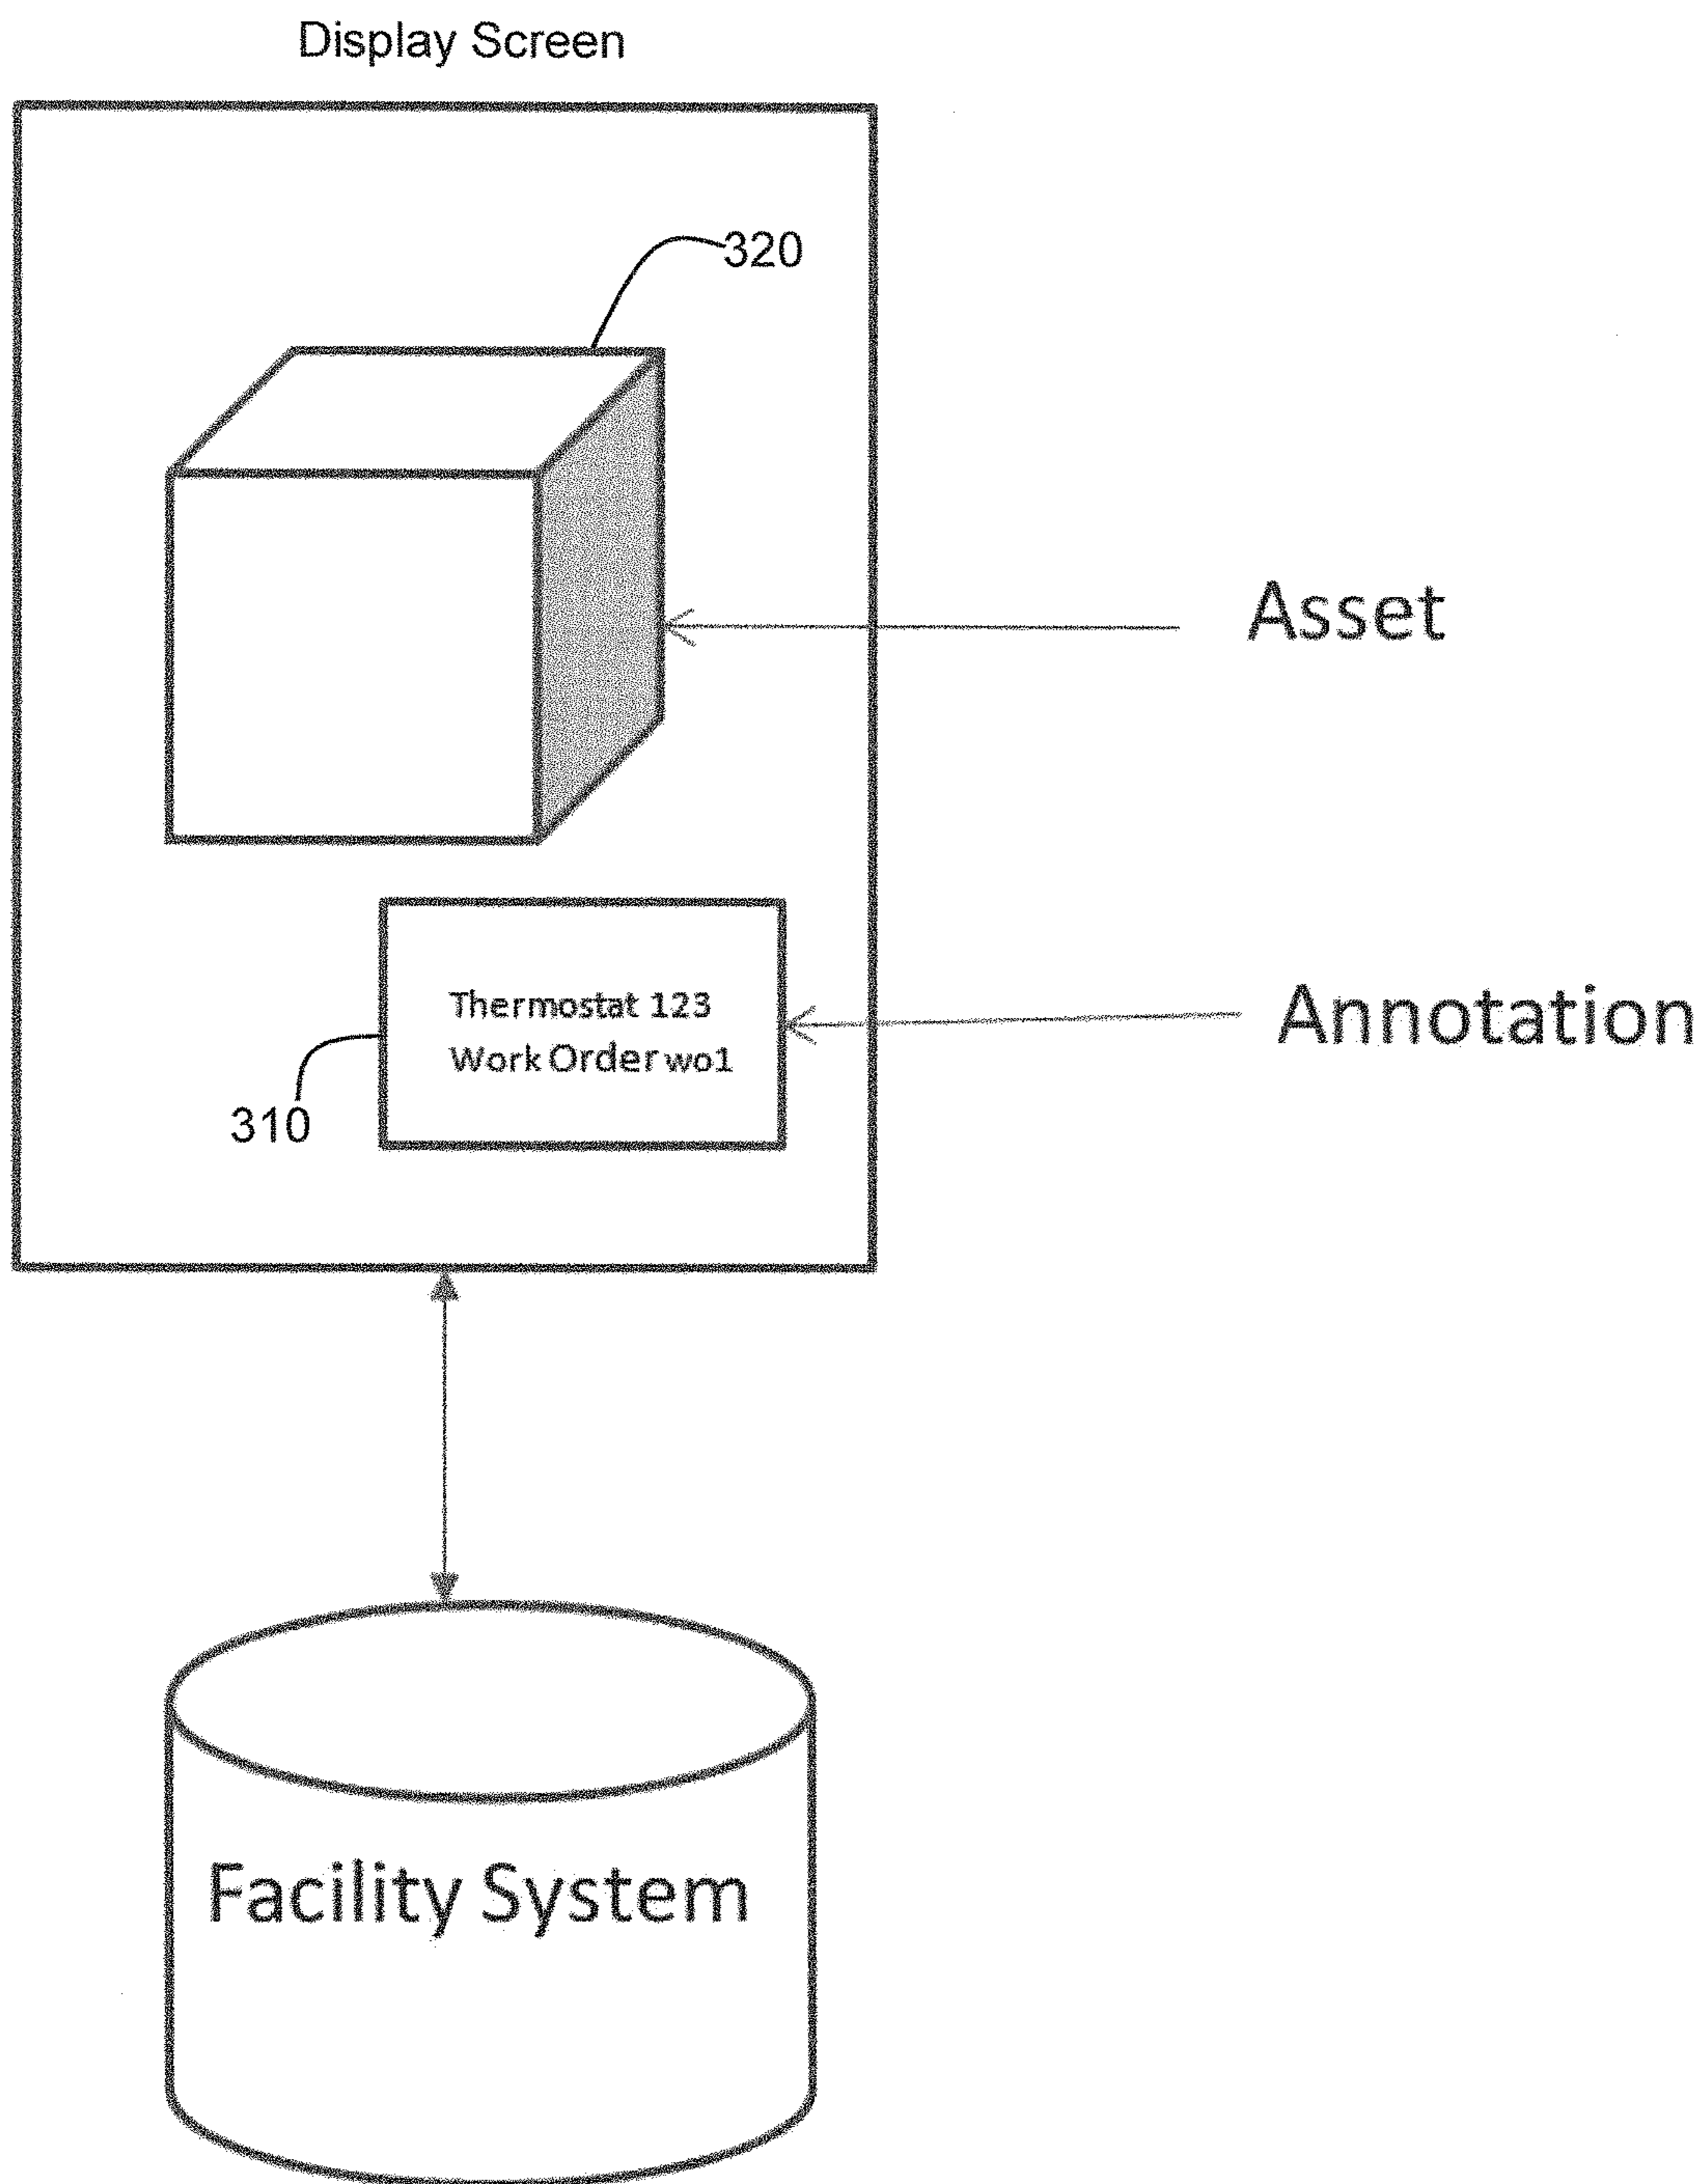 Display Screen
320
Asset
Thermostat 123
Work Order wo1
Annotation
310
Facility System